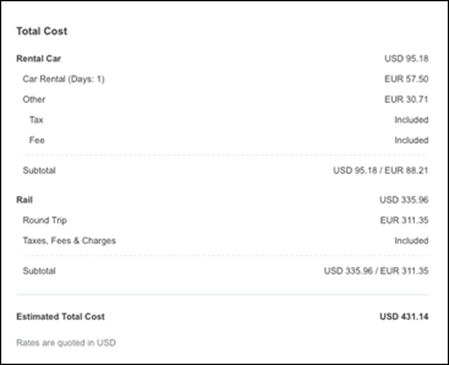 Total Cost
Rental Car USD 95.18
Car Rental (Days: 1) EUR 57.50
Other EUR 30.71
Tax Included
Fee Included
Subtotal USD 95.18 / EUR 88.21
Rail USD 335.96
Round Trip EUR 311.35
Taxes, Fees & Charges Included
Subtotal USD 335.96 / EUR 311.35
Estimated Total Cost USD 431.14
Rates are quoted in USD